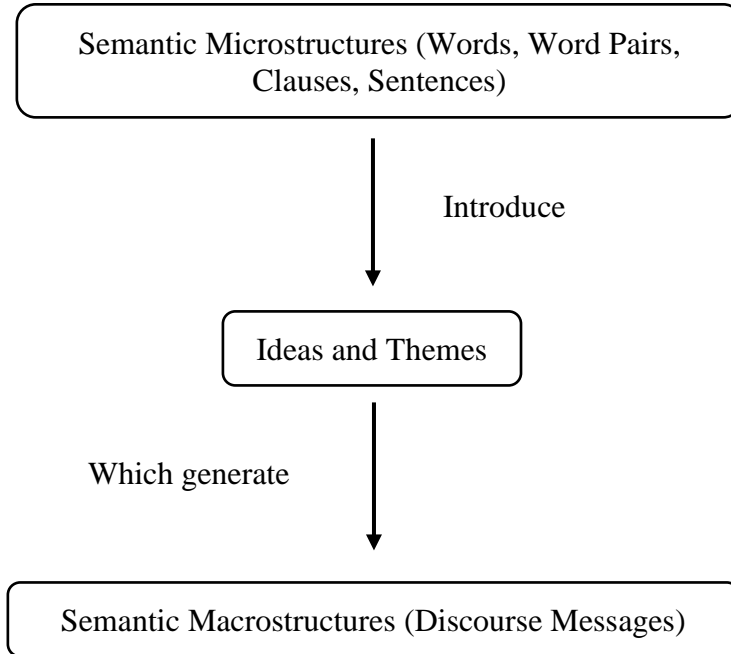 Semantic Microstructures (Words, Word Pairs,
Clauses, Sentences)
Introduce
Ideas and Themes
Which generate
Semantic Macrostructures (Discourse Messages)